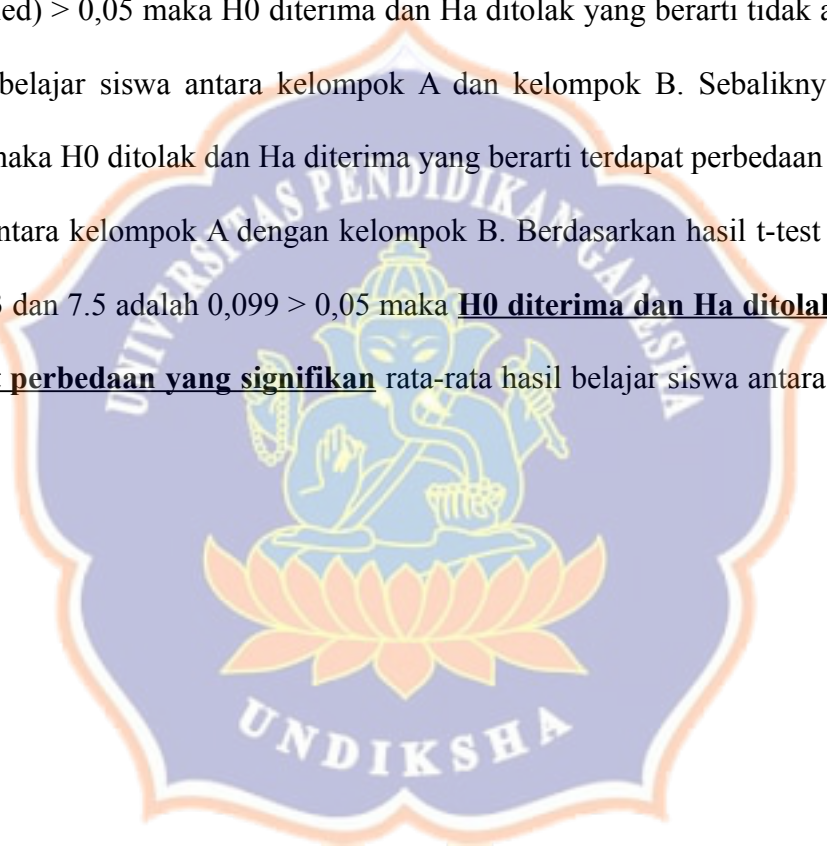 ed) > 0,05 maka H0 diterima dan Ha ditolak yang berarti tidak a
belajar siswa antara kelompok A dan kelompok B. Sebalikny
maka H0 ditolak dan Ha diterima yang berarti terdapat perbedaan
ntara kelompok A dengan kelompok B. Berdasarkan hasil t-test
dan 7.5 adalah 0,099 > 0,05 maka H0 diterima dan Ha ditolak
perbedaan yang signifikan rata-rata hasil belajar siswa antara
UNIVERSITAS PENDIDIKAN GANESHA
UNDIKSHA